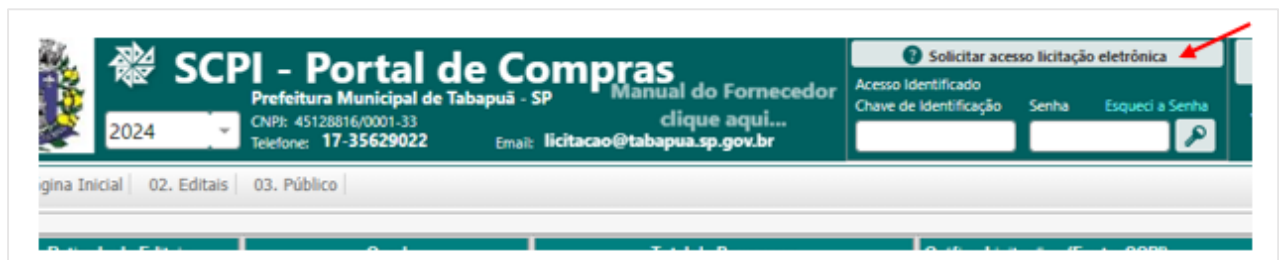 SCPI - Portal de Compras
Prefeitura Municipal de Tabapuã - SP
Manual do Fornecedor
clique aqui...
2024
CNPJ: 45128816/0001-33
Telefone: 17-35629022
Email: licitacao@tabapua.sp.gov.br
Solicitar acesso licitação eletrônica
Acesso Identificado
Chave de Identificação Senha Esqueci a Senha
gina Inicial 02. Editais 03. Público